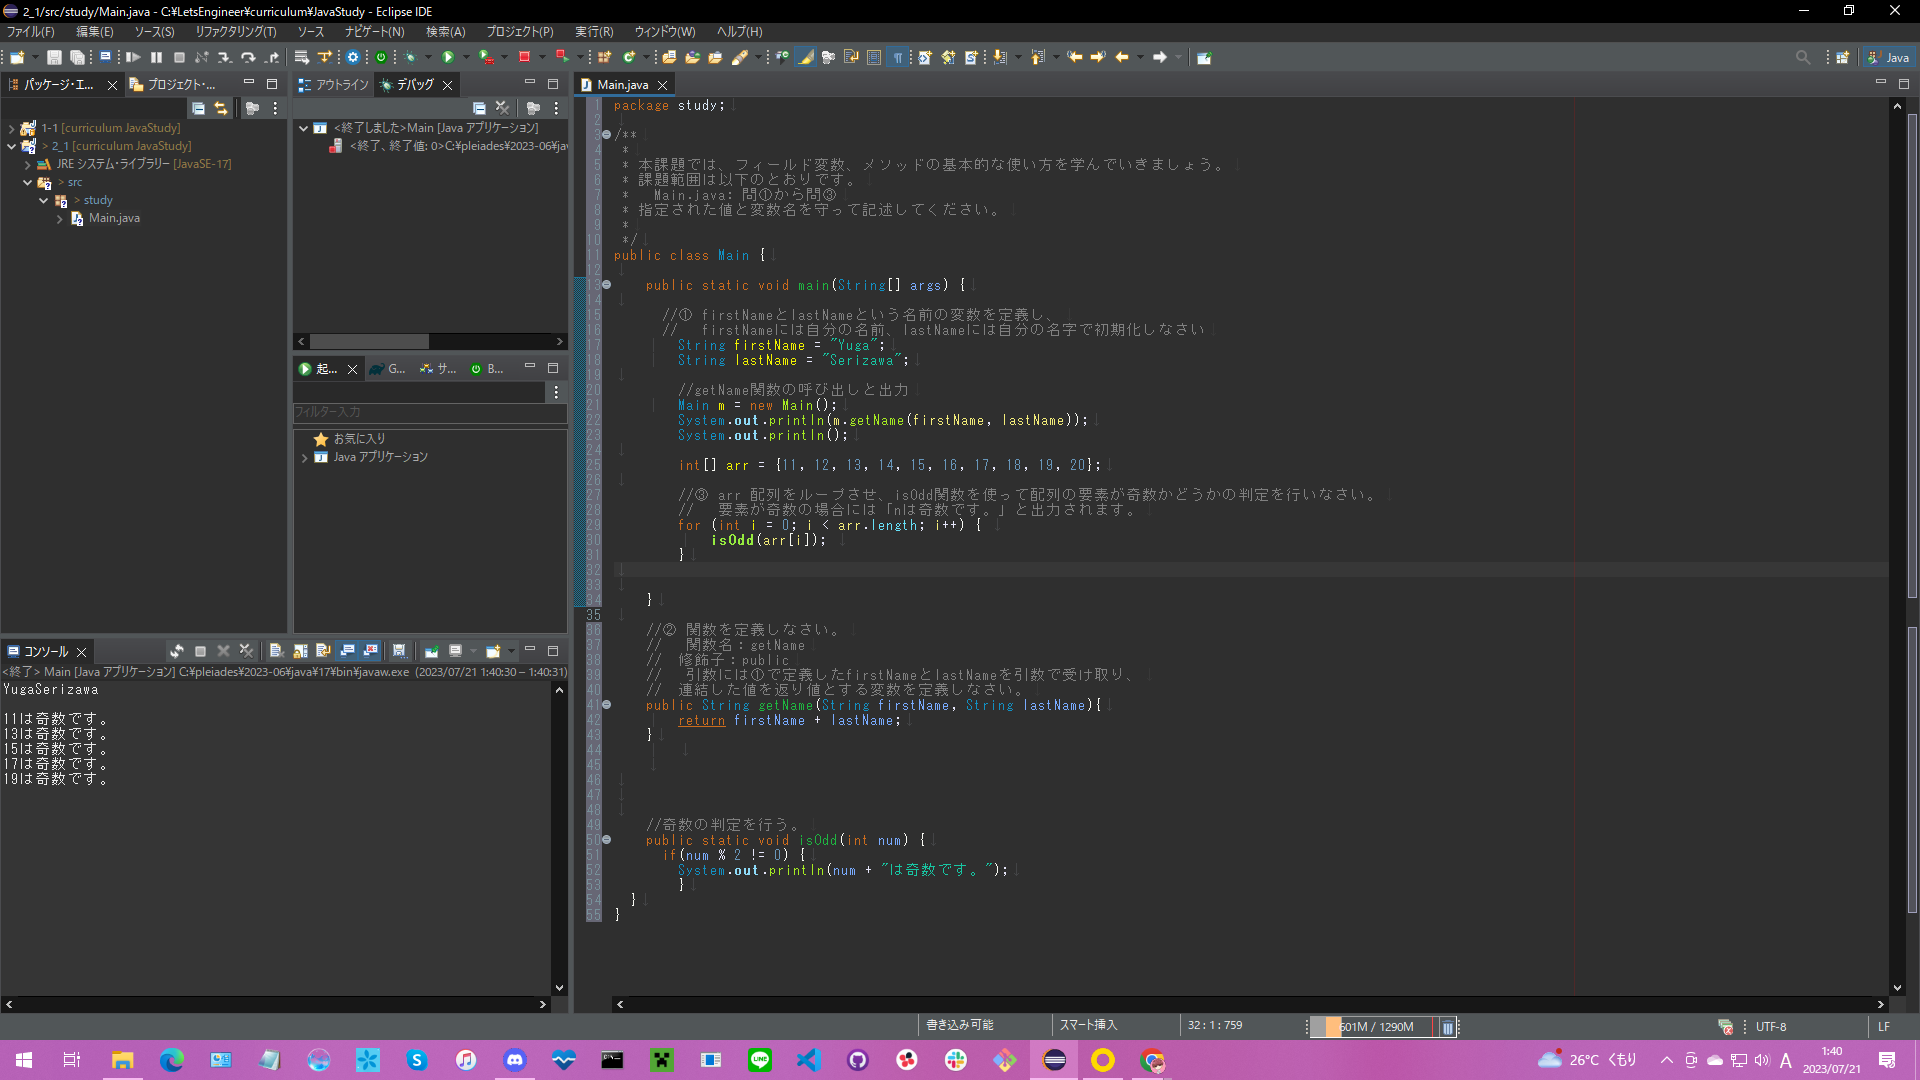 2_1/src/study/Main.java - C:¥LetsEngineer¥curriculum¥JavaStudy - Eclipse IDE
ファイル(F) 編集(E) ソース(S) リファクタリング(T) ソース ナビゲート(N) 検索(A) プロジェクト(P) 実行(R) ウィンドウ(W) ヘルプ(H)
Java
パッケージ・エ... プロジェクト・...
1-1 [curriculum JavaStudy]
> 2_1 [curriculum JavaStudy]
JRE システム・ライブラリー [JavaSE-17]
> src
> study
Main.java
アウトライン デバッグ
<終了しました>Main [Java アプリケーション]
<終了、終了値: 0>C:¥pleiades¥2023-06¥jav
起... G... サ... B...
フィルター入力
お気に入り
Java アプリケーション
コンソール
<終了> Main [Java アプリケーション] C:¥pleiades¥2023-06¥java¥17¥bin¥javaw.exe (2023/07/21 1:40:30 – 1:40:31)
YugaSerizawa
11は奇数です。
13は奇数です。
15は奇数です。
17は奇数です。
19は奇数です。
Main.java
1 package study;
2
3 /**
4 *
5 * 本課題では、フィールド変数、メソッドの基本的な使い方を学んでいきましょう。
6 * 課題範囲は以下のとおりです。
7 * Main.java: 問①から問③
8 * 指定された値と変数名を守って記述してください。
9 *
10 */
11 public class Main {
12
13 public static void main(String[] args) {
14
15 //① firstNameとlastNameという名前の変数を定義し、
16 // firstNameには自分の名前、lastNameには自分の名字で初期化しなさい
17 String firstName = "Yuga";
18 String lastName = "Serizawa";
19
20 //getName関数の呼び出しと出力
21 Main m = new Main();
22 System.out.println(m.getName(firstName, lastName));
23 System.out.println();
24
25 int[] arr = {11, 12, 13, 14, 15, 16, 17, 18, 19, 20};
26
27 //③ arr 配列をループさせ、isOdd関数を使って配列の要素が奇数かどうかの判定を行いなさい。
28 // 要素が奇数の場合には「nは奇数です。」と出力されます。
29 for (int i = 0; i < arr.length; i++) {
30 isOdd(arr[i]);
31 }
32
33
34 }
35
36 //② 関数を定義しなさい。
37 // 関数名：getName
38 // 修飾子：public
39 // 引数には①で定義したfirstNameとlastNameを引数で受け取り、
40 // 連結した値を返り値とする変数を定義しなさい。
41 public String getName(String firstName, String lastName){
42 return firstName + lastName;
43 }
44
45
46
47
48
49 //奇数の判定を行う。
50 public static void isOdd(int num) {
51 if(num % 2 != 0) {
52 System.out.println(num + "は奇数です。");
53 }
54 }
55 }
書き込み可能 スマート挿入 32 : 1 : 759 601M / 1290M UTF-8 LF
26°C くもり A 1:40
2023/07/21